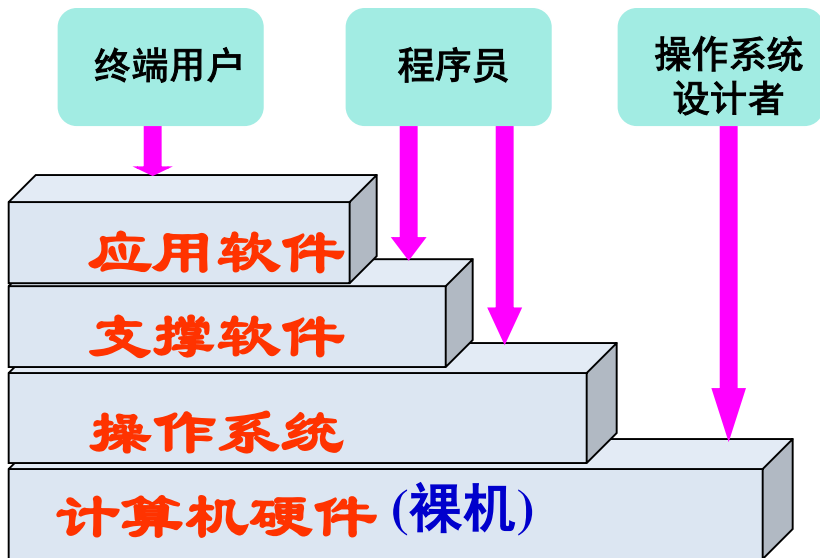 终端用户
程序员
操作系统
设计者
应用软件
支撑软件
操作系统
计算机硬件 (裸机)